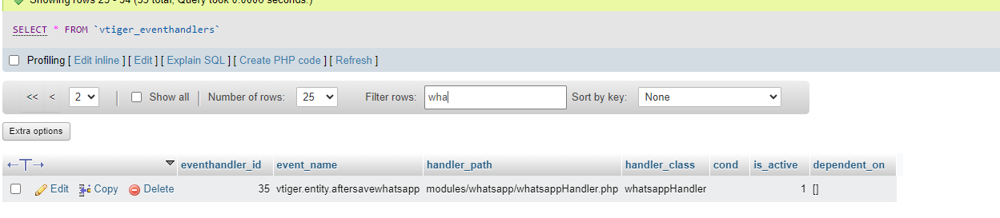 Showing rows 25 - 34 (35 total, Query took 0.0006 seconds.)
SELECT * FROM `vtiger_eventhandlers`
Profiling [ Edit inline ] [ Edit ] [ Explain SQL ] [ Create PHP code ] [ Refresh ]
<< < 2 Show all Number of rows: 25 Filter rows: wha Sort by key: None
Extra options
←T→ eventhandler_id event_name handler_path handler_class cond is_active dependent_on
Edit Copy Delete 35 vtiger.entity.aftersavewhatsapp modules/whatsapp/whatsappHandler.php whatsappHandler 1 []